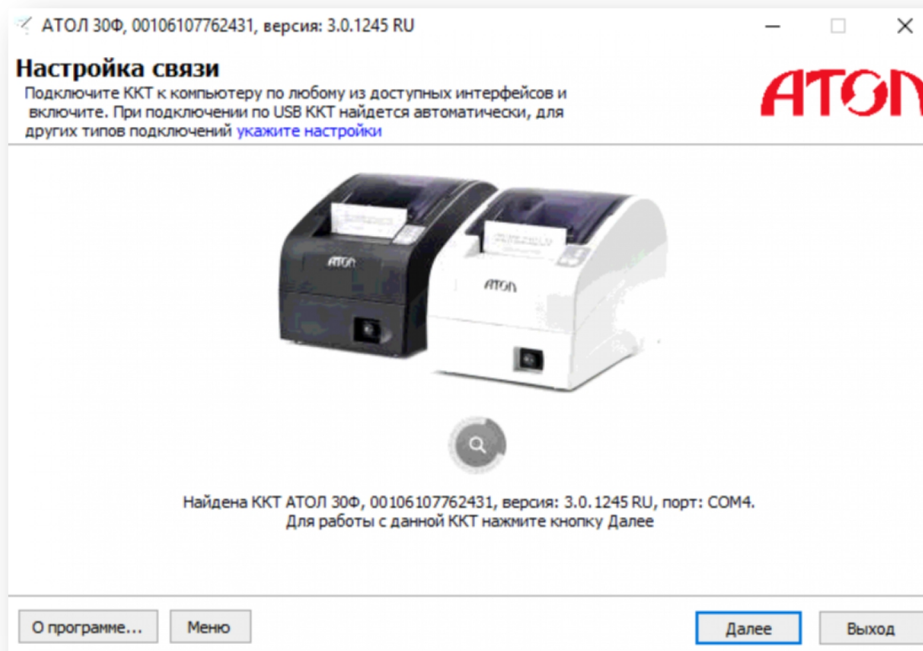 АТОЛ 30Ф, 00106107762431, версия: 3.0.1245 RU
Настройка связи
Подключите ККТ к компьютеру по любому из доступных интерфейсов и
включите. При подключении по USB ККТ найдется автоматически, для
других типов подключений укажите настройки
АТОЛ
АТОЛ
АТОЛ
Найдена ККТ АТОЛ 30Ф, 00106107762431, версия: 3.0.1245 RU, порт: COM4.
Для работы с данной ККТ нажмите кнопку Далее
О программе...
Меню
Далее
Выход